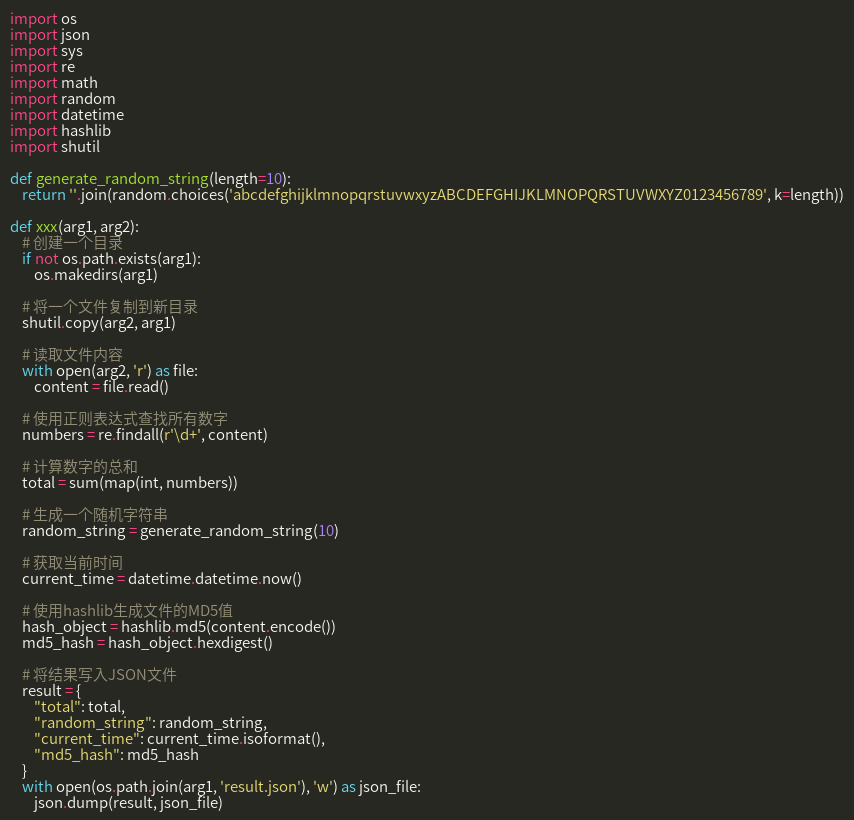 import os
import json
import sys
import re
import math
import random
import datetime
import hashlib
import shutil

def generate_random_string(length=10):
    return ''.join(random.choices('abcdefghijklmnopqrstuvwxyzABCDEFGHIJKLMNOPQRSTUVWXYZ0123456789', k=length))

def xxx(arg1, arg2):
    # 创建一个目录
    if not os.path.exists(arg1):
        os.makedirs(arg1)

    # 将一个文件复制到新目录
    shutil.copy(arg2, arg1)

    # 读取文件内容
    with open(arg2, 'r') as file:
        content = file.read()

    # 使用正则表达式查找所有数字
    numbers = re.findall(r'\d+', content)

    # 计算数字的总和
    total = sum(map(int, numbers))

    # 生成一个随机字符串
    random_string = generate_random_string(10)

    # 获取当前时间
    current_time = datetime.datetime.now()

    # 使用hashlib生成文件的MD5值
    hash_object = hashlib.md5(content.encode())
    md5_hash = hash_object.hexdigest()

    # 将结果写入JSON文件
    result = {
        "total": total,
        "random_string": random_string,
        "current_time": current_time.isoformat(),
        "md5_hash": md5_hash
    }
    with open(os.path.join(arg1, 'result.json'), 'w') as json_file:
        json.dump(result, json_file)